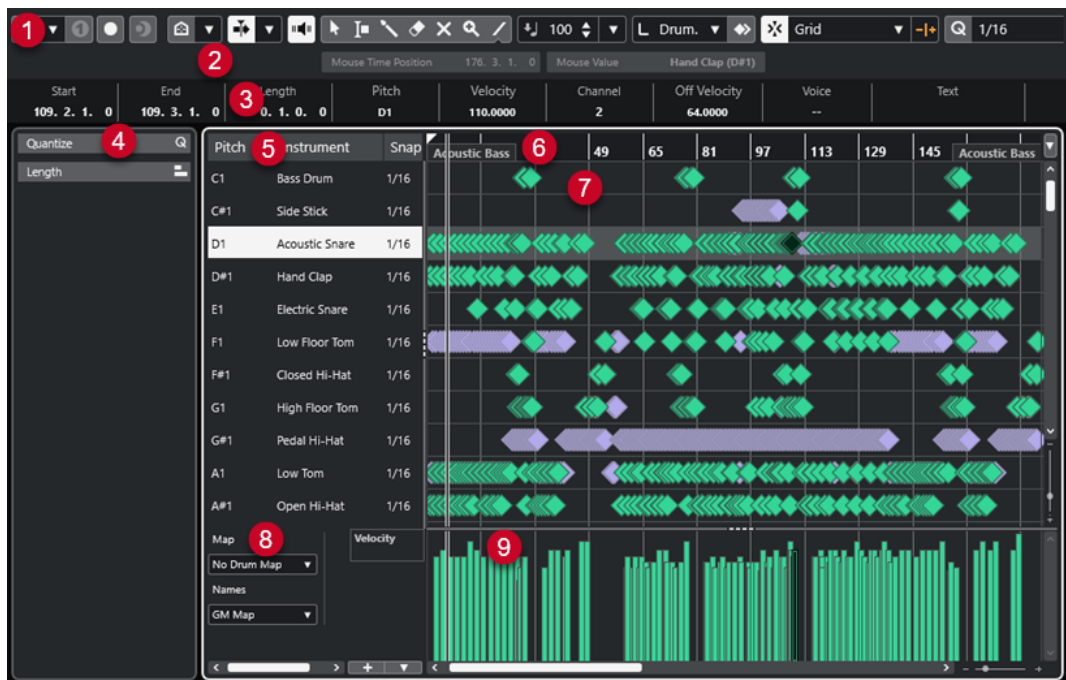 1 1 100 L Drum. Grid Q 1/16
2
Mouse Time Position 176. 3. 1. 0 Mouse Value Hand Clap (D#1)
Start End Length Pitch Velocity Channel Off Velocity Voice Text
3
109. 2. 1. 0 109. 3. 1. 0 0. 1. 0. 0 D1 110.0000 2 64.0000 --
Quantize 4 Q
Length
Pitch 5 Instrument Snap
Acoustic Bass 6 49 65 81 97 113 129 145 Acoustic Bass
7
C1 Bass Drum 1/16
C#1 Side Stick 1/16
D1 Acoustic Snare 1/16
D#1 Hand Clap 1/16
E1 Electric Snare 1/16
F1 Low Floor Tom 1/16
F#1 Closed Hi-Hat 1/16
G1 High Floor Tom 1/16
G#1 Pedal Hi-Hat 1/16
A1 Low Tom 1/16
A#1 Open Hi-Hat 1/16
Map 8 Velocity 9
No Drum Map
Names
GM Map